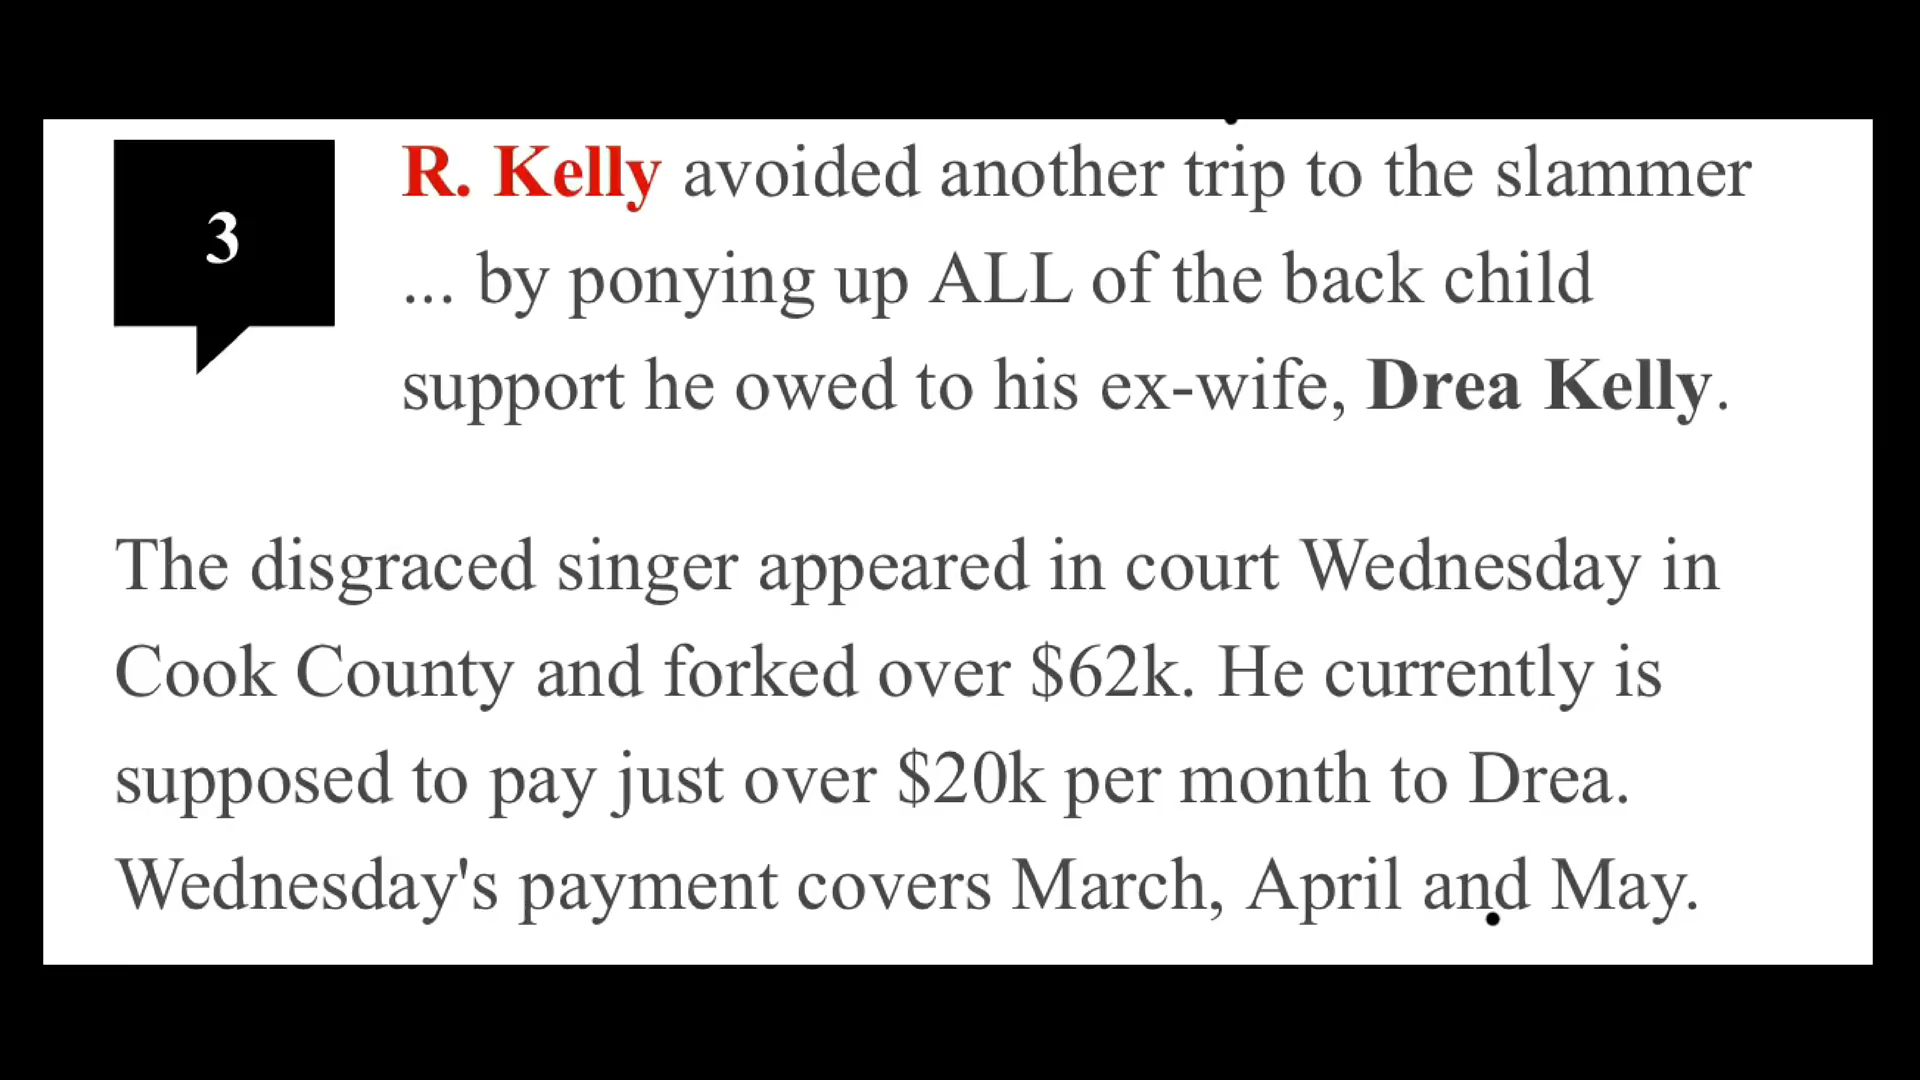 3
R. Kelly avoided another trip to the slammer
... by ponying up ALL of the back child
support he owed to his ex-wife, Drea Kelly.
The disgraced singer appeared in court Wednesday in
Cook County and forked over $62k. He currently is
supposed to pay just over $20k per month to Drea.
Wednesday's payment covers March, April and May.